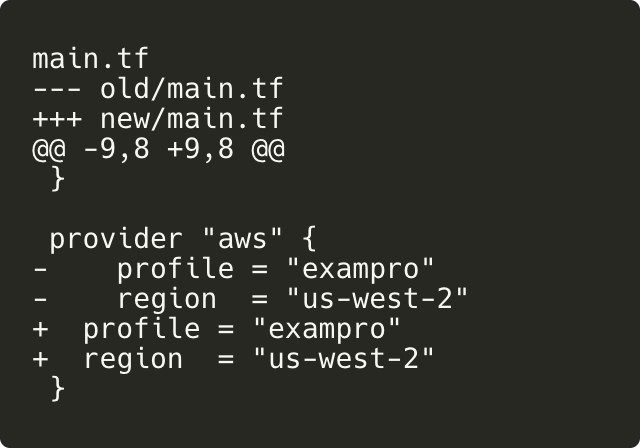 main.tf
--- old/main.tf
+++ new/main.tf
@@ -9,8 +9,8 @@
 }

 provider "aws" {
-    profile = "exampro"
-    region  = "us-west-2"
+  profile = "exampro"
+  region  = "us-west-2"
 }